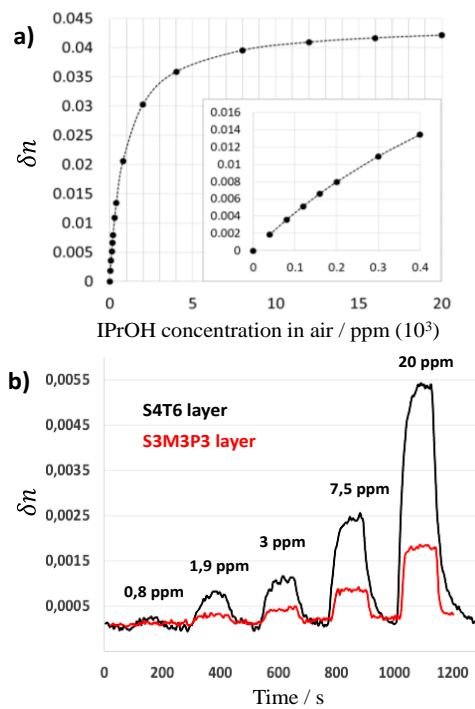 a)
0.045
0.04
0.035
0.03
0.025
0.02
0.015
0.01
0.005
0
δn
0.016
0.014
0.012
0.010
0.008
0.006
0.004
0.002
0
0 0.1 0.2 0.3 0.4
0 5 10 15 20
IPrOH concentration in air / ppm (10³)
b)
0,0055
0,0045
0,0035
0,0025
0,0015
0,0005
δn
S4T6 layer
S3M3P3 layer
0,8 ppm
1,9 ppm
3 ppm
7,5 ppm
20 ppm
0 200 400 600 800 1000 1200
Time / s